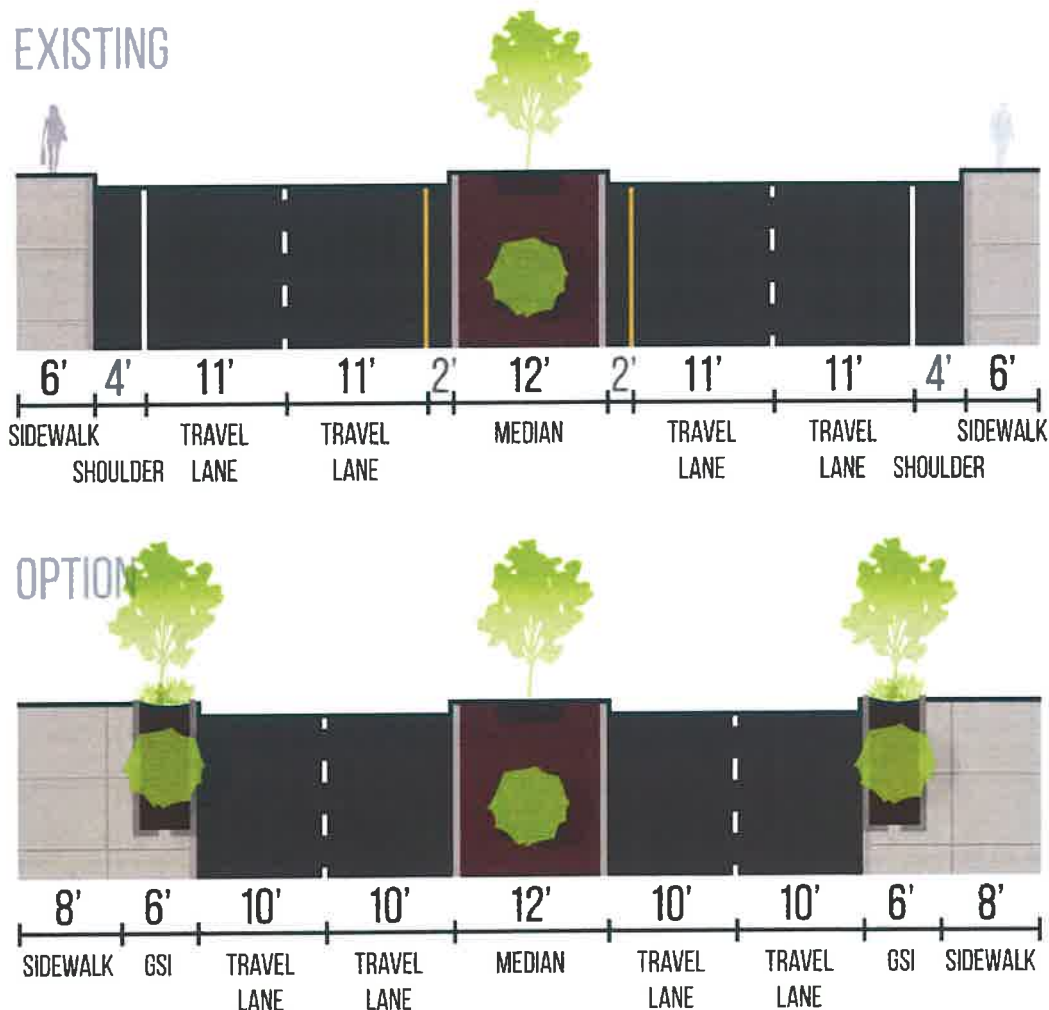 EXISTING
6' 4' 11' 11' 2' 12' 2' 11' 11' 4' 6'
SIDEWALK TRAVEL TRAVEL MEDIAN TRAVEL TRAVEL SIDEWALK
SHOULDER LANE LANE LANE LANE SHOULDER
OPTION
8' 6' 10' 10' 12' 10' 10' 6' 8'
SIDEWALK GSI TRAVEL TRAVEL MEDIAN TRAVEL TRAVEL GSI SIDEWALK
LANE LANE LANE LANE